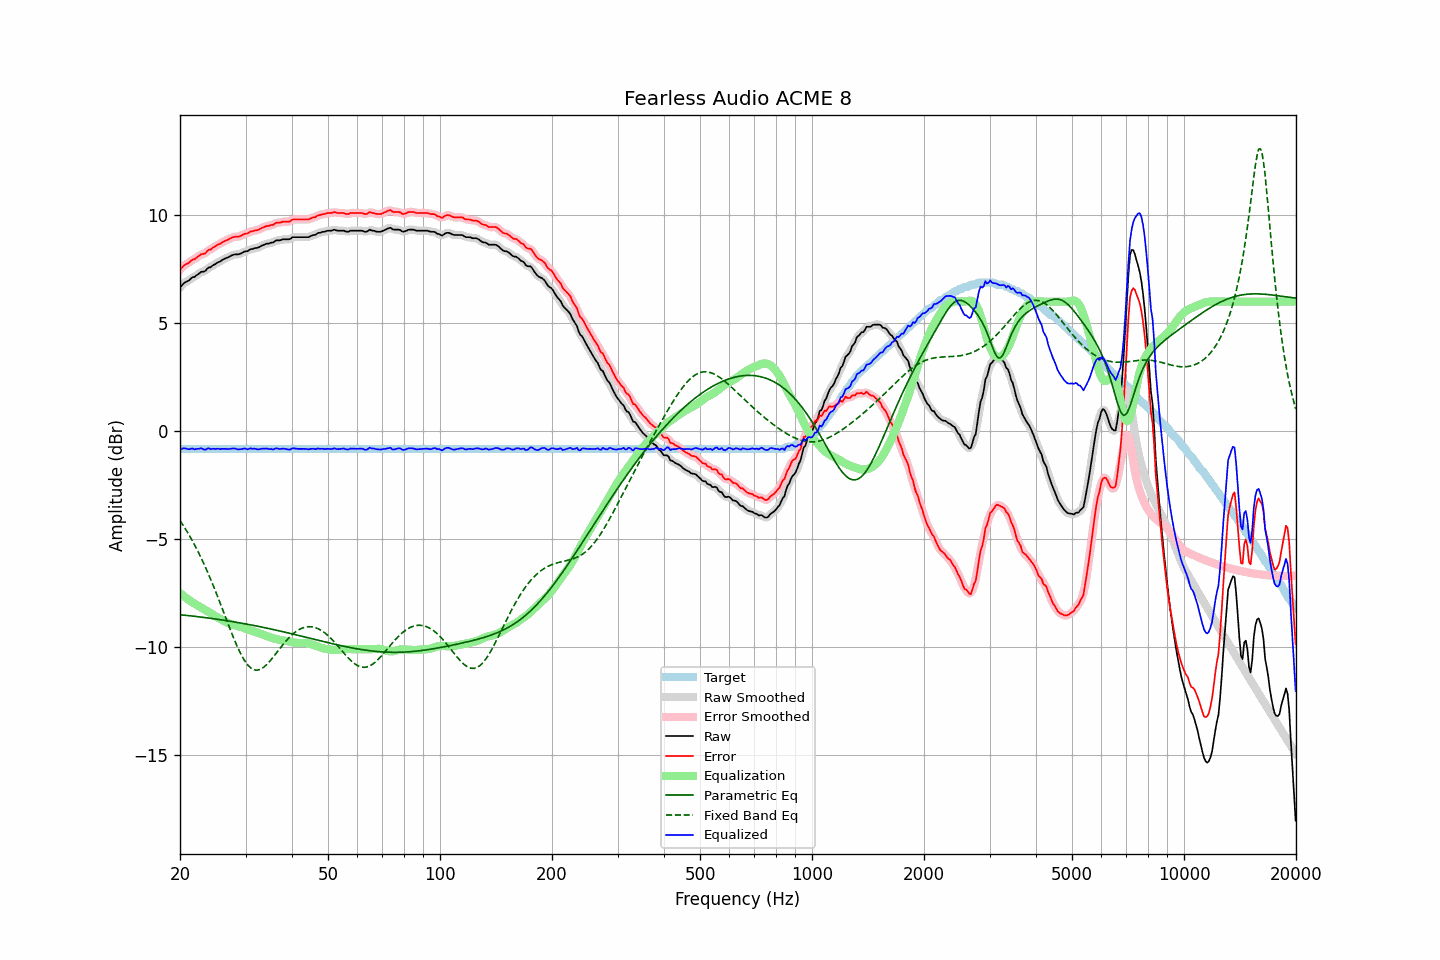 Fearless Audio ACME 8
Amplitude (dBr)
10
5
0
−5
−10
−15
Target
Raw Smoothed
Error Smoothed
Raw
Error
Equalization
Parametric Eq
Fixed Band Eq
Equalized
20 50 100 200 500 1000 2000 5000 10000 20000
Frequency (Hz)